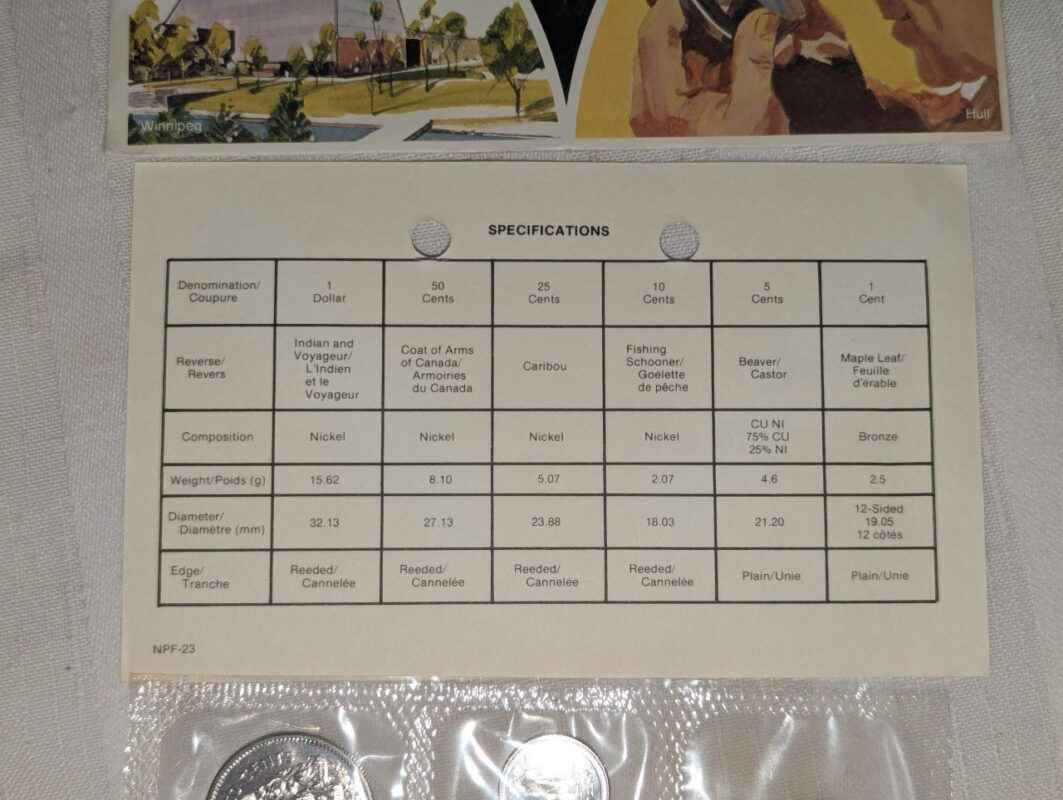 Winnipeg
Hull
SPECIFICATIONS
Denomination/
Coupure
1
Dollar
50
Cents
25
Cents
10
Cents
5
Cents
1
Cent
Reverse/
Revers
Indian and
Voyageur/
L'Indien
et le
Voyageur
Coat of Arms
of Canada/
Armoiries
du Canada
Caribou
Fishing
Schooner/
Goélette
de pêche
Beaver/
Castor
Maple Leaf/
Feuille
d'érable
Composition
Nickel
Nickel
Nickel
Nickel
CU NI
75% CU
25% NI
Bronze
Weight/Poids (g)
15.62
8.10
5.07
2.07
4.6
2.5
Diameter/
Diamètre (mm)
32.13
27.13
23.88
18.03
21.20
12-Sided
19.05
12 côtés
Edge/
Tranche
Reeded/
Cannelée
Reeded/
Cannelée
Reeded/
Cannelée
Reeded/
Cannelée
Plain/Unie
Plain/Unie
NPF-23
CENTS